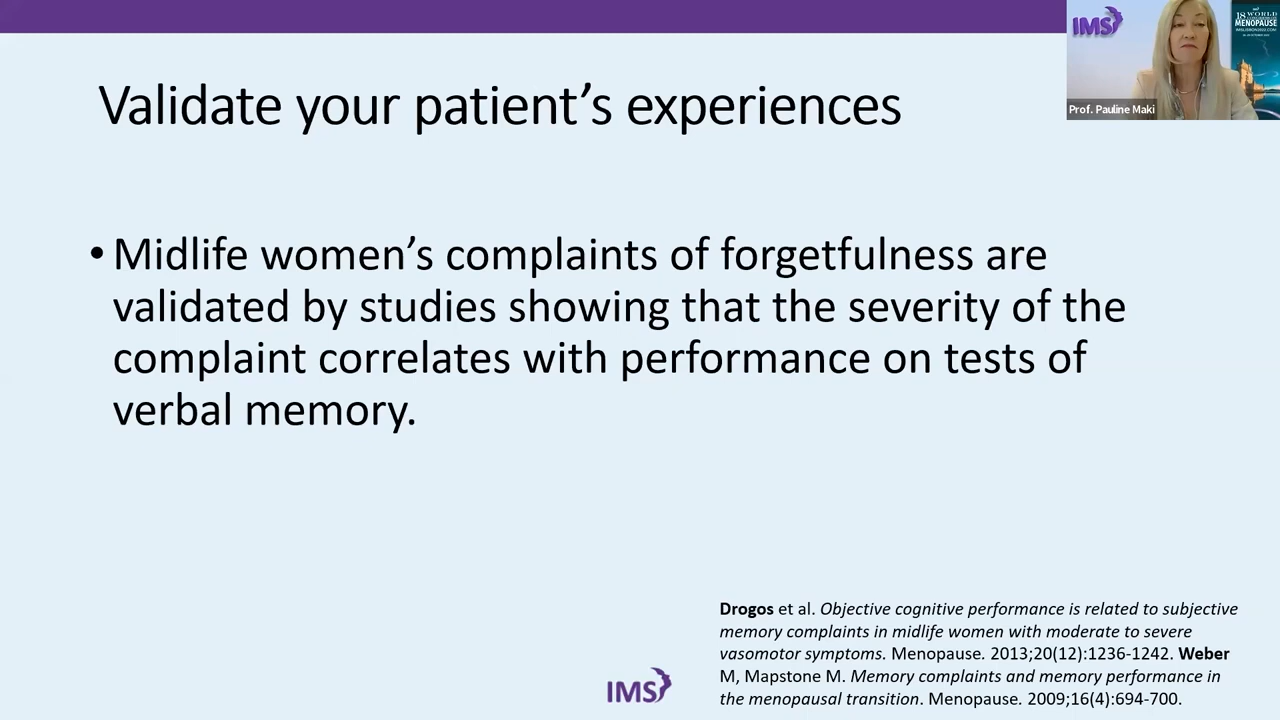 Validate your patient’s experiences
• Midlife women’s complaints of forgetfulness are
validated by studies showing that the severity of the
complaint correlates with performance on tests of
verbal memory.
Drogos et al. Objective cognitive performance is related to subjective
memory complaints in midlife women with moderate to severe
vasomotor symptoms. Menopause. 2013;20(12):1236-1242. Weber
M, Mapstone M. Memory complaints and memory performance in
the menopausal transition. Menopause. 2009;16(4):694-700.
IMS
IMS
18 WORLD
MENOPAUSE
Prof. Pauline Maki